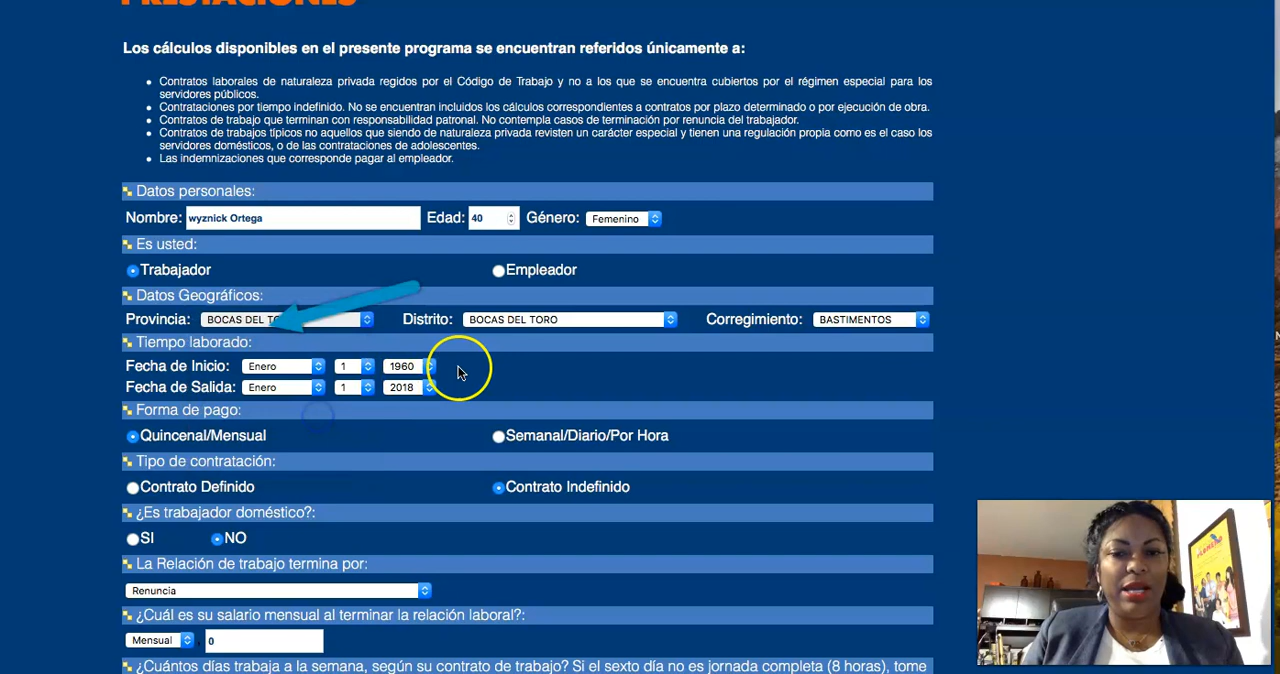 PRESTACIONES
Los cálculos disponibles en el presente programa se encuentran referidos únicamente a:
Contratos laborales de naturaleza privada regidos por el Código de Trabajo y no a los que se encuentra cubiertos por el régimen especial para los
servidores públicos.
Contrataciones por tiempo indefinido. No se encuentran incluidos los cálculos correspondientes a contratos por plazo determinado o por ejecución de obra.
Contratos de trabajo que terminan con responsabilidad patronal. No contempla casos de terminación por renuncia del trabajador.
Contratos de trabajos típicos no aquellos que siendo de naturaleza privada revisten un carácter especial y tienen una regulación propia como es el caso los
servidores domésticos, o de las contrataciones de adolescentes.
Las indemnizaciones que corresponde pagar al empleador.
Datos personales:
Nombre: wyznick Ortega Edad: 40 Género: Femenino
Es usted:
Trabajador Empleador
Datos Geográficos:
Provincia: BOCAS DEL Distrito: BOCAS DEL TORO Corregimiento: BASTIMENTOS
Tiempo laborado:
Fecha de Inicio: Enero 1 1960
Fecha de Salida: Enero 1 2018
Forma de pago:
Quincenal/Mensual Semanal/Diario/Por Hora
Tipo de contratación:
Contrato Definido Contrato Indefinido
¿Es trabajador doméstico?:
SI NO
La Relación de trabajo termina por:
Renuncia
¿Cuál es su salario mensual al terminar la relación laboral?:
Mensual 0
¿Cuántos días trabaja a la semana, según su contrato de trabajo? Si el sexto día no es jornada completa (8 horas), tome